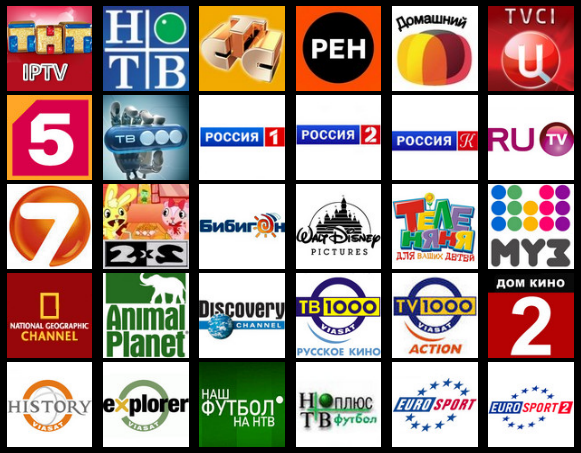 ТНТ
IPTV
Н
ТВ
СТС
РЕН
Домашний
TVCI
Ц
5
ТВ
РОССИЯ 1
РОССИЯ 2
РОССИЯ К
RU TV
7
2x2
Бибигон
WALT DISNEY
PICTURES
ТЕЛЕ
НЯНЯ
ДЛЯ ВАШИХ ДЕТЕЙ
МУЗ
NATIONAL GEOGRAPHIC
CHANNEL
Animal
Planet
Discovery
CHANNEL
ТВ1000
VIASAT
РУССКОЕ КИНО
TV1000
VIASAT
ACTION
ДОМ КИНО
2
HISTORY
VIASAT
explorer
VIASAT
НАШ
ФУТБОЛ
НА НТВ
Н ПЛЮС
ТВ футбол
EUROSPORT
EUROSPORT 2